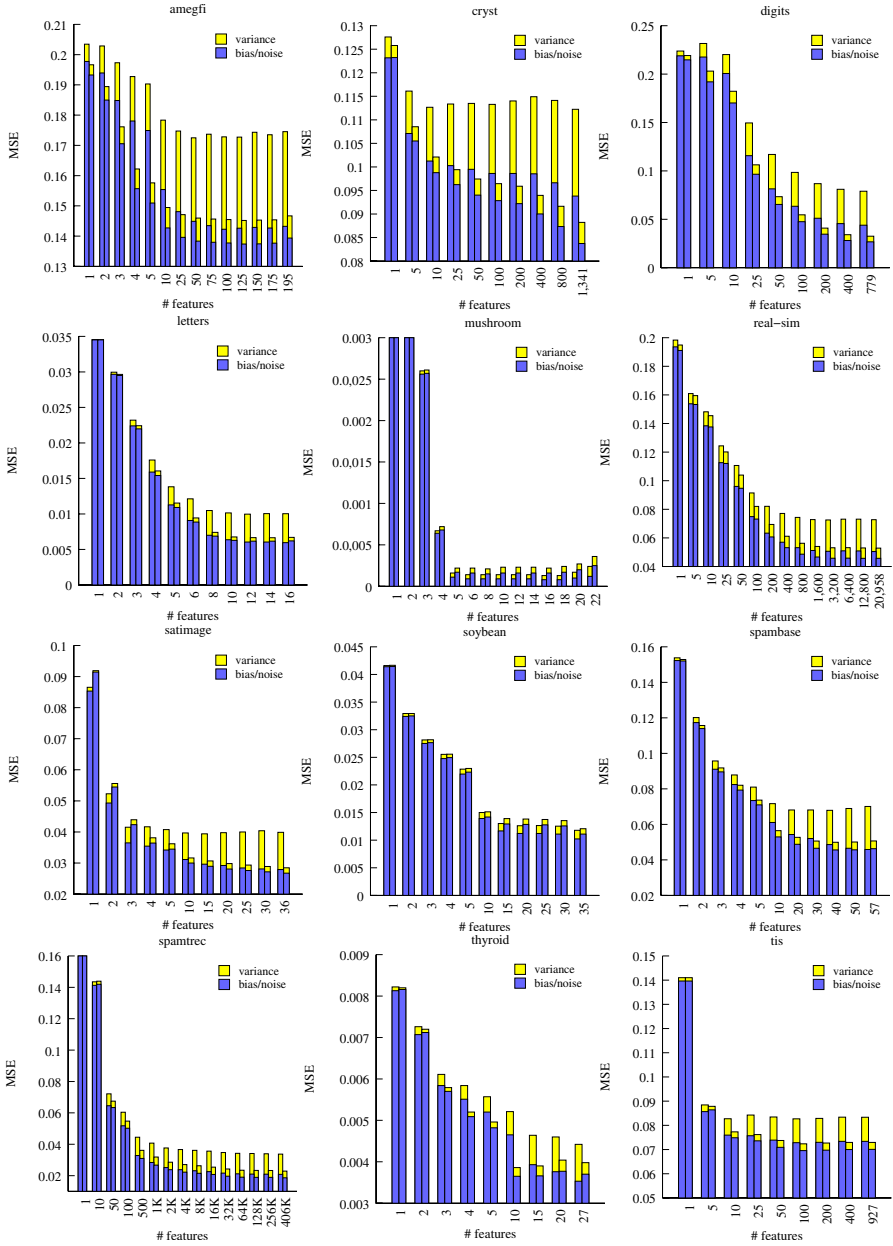 amegfi
MSE
0.21
0.2
0.19
0.18
0.17
0.16
0.15
0.14
0.13
variance
bias/noise
1 2 3 4 5 10 25 50 75 100 125 150 175 195
# features
cryst
MSE
0.13
0.125
0.12
0.115
0.11
0.105
0.1
0.095
0.09
0.085
0.08
variance
bias/noise
1 5 10 25 50 100 200 400 800 1,341
# features
digits
MSE
0.25
0.2
0.15
0.1
0.05
0
variance
bias/noise
1 5 10 25 50 100 200 400 779
# features
letters
MSE
0.035
0.03
0.025
0.02
0.015
0.01
0.005
0
variance
bias/noise
1 2 3 4 5 6 8 10 12 14 16
# features
mushroom
MSE
0.003
0.0,025
0.002
0.0,015
0.001
0.0,005
0
variance
bias/noise
1 2 3 4 5 6 8 10 12 14 16 18 20 22
# features
real−sim
MSE
0.2
0.18
0.16
0.14
0.12
0.1
0.08
0.06
0.04
variance
bias/noise
1 5 10 25 50 100 200 400 800 1,600 3,200 6,400 12,800 20,958
# features
satimage
MSE
0.1
0.09
0.08
0.07
0.06
0.05
0.04
0.03
0.02
variance
bias/noise
1 2 3 4 5 10 15 20 25 30 36
# features
soybean
MSE
0.045
0.04
0.035
0.03
0.025
0.02
0.015
0.01
0.005
0
variance
bias/noise
1 2 3 4 5 10 15 20 25 30 35
# features
spambase
MSE
0.16
0.14
0.12
0.1
0.08
0.06
0.04
0.02
variance
bias/noise
1 2 3 4 5 10 20 30 40 50 57
# features
spamtrec
MSE
0.16
0.14
0.12
0.1
0.08
0.06
0.04
0.02
variance
bias/noise
1 10 50 100 500 1K 2K 4K 8K 16K 32K 64K 128K 256K 406K
# features
thyroid
MSE
0.009
0.008
0.007
0.006
0.005
0.004
0.003
variance
bias/noise
1 2 3 4 5 10 15 20 27
# features
tis
MSE
0.15
0.14
0.13
0.12
0.11
0.1
0.09
0.08
0.07
0.06
0.05
variance
bias/noise
1 5 10 25 50 100 200 400 927
# features